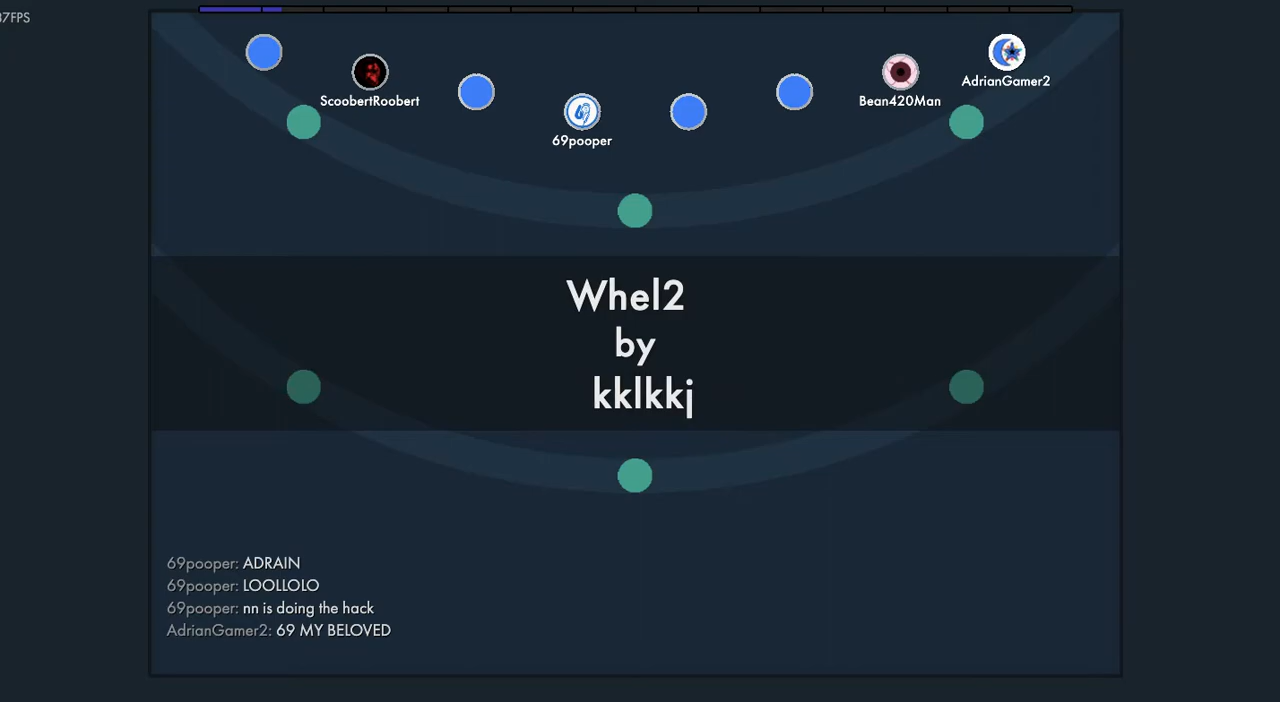 37FPS
AdrianGamer2
ScoobertRoobert
Bean420Man
69pooper
Whel2
by
kklkkj
69pooper: ADRAIN
69pooper: LOOLLOLO
69pooper: nn is doing the hack
AdrianGamer2: 69 MY BELOVED